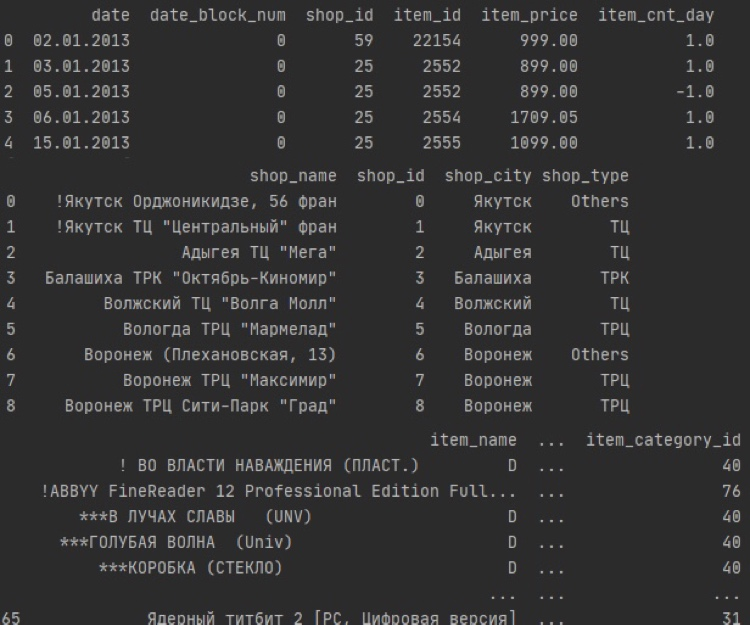 date date_block_num shop_id item_id item_price item_cnt_day
0 02.01.2013 0 59 22154 999.00 1.0
1 03.01.2013 0 25 2552 899.00 1.0
2 05.01.2013 0 25 2552 899.00 -1.0
3 06.01.2013 0 25 2554 1709.05 1.0
4 15.01.2013 0 25 2555 1099.00 1.0
shop_name shop_id shop_city shop_type
0 !Якутск Орджоникидзе, 56 фран 0 Якутск Others
1 !Якутск ТЦ "Центральный" фран 1 Якутск ТЦ
2 Адыгея ТЦ "Мега" 2 Адыгея ТЦ
3 Балашиха ТРК "Октябрь-Киномир" 3 Балашиха ТРК
4 Волжский ТЦ "Волга Молл" 4 Волжский ТЦ
5 Вологда ТРЦ "Мармелад" 5 Вологда ТРЦ
6 Воронеж (Плехановская, 13) 6 Воронеж Others
7 Воронеж ТРЦ "Максимир" 7 Воронеж ТРЦ
8 Воронеж ТРЦ Сити-Парк "Град" 8 Воронеж ТРЦ
item_name ... item_category_id
! ВО ВЛАСТИ НАВАЖДЕНИЯ (ПЛАСТ.) D ... 40
!ABBYY FineReader 12 Professional Edition Full... ... 76
***В ЛУЧАХ СЛАВЫ (UNV) D ... 40
***ГОЛУБАЯ ВОЛНА (Univ) D ... 40
***КОРОБКА (СТЕКЛО) D ... 40
... ... ...
65 Ядерный титбит 2 [PC, Цифровая версия] ... 31